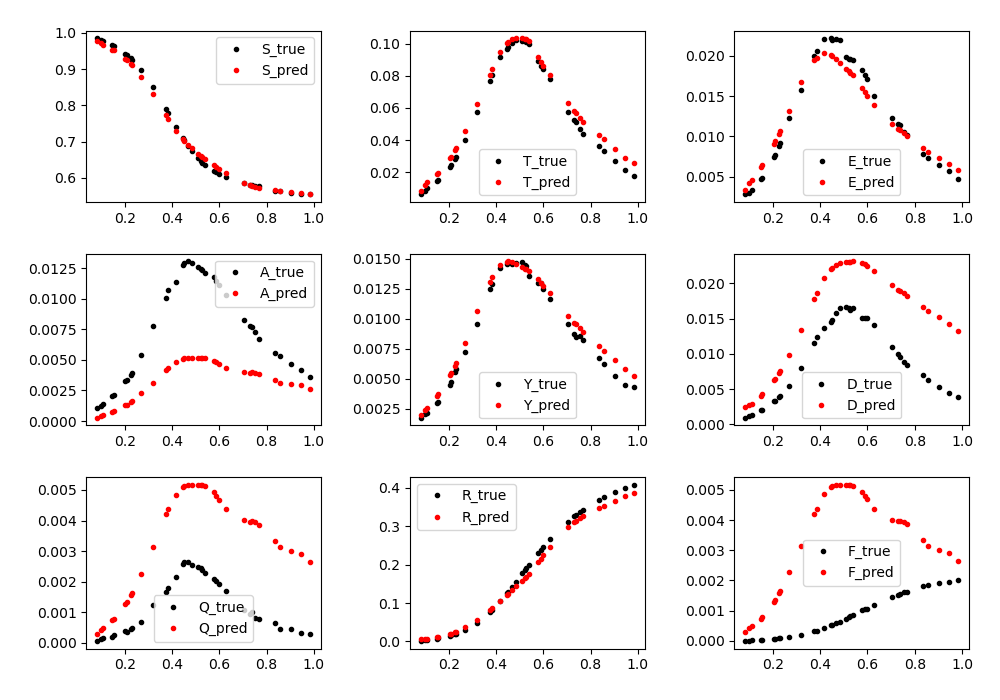 1.0
0.9
0.8
0.7
0.6
0.2 0.4 0.6 0.8 1.0
S_true
S_pred
0.10
0.08
0.06
0.04
0.02
0.2 0.4 0.6 0.8 1.0
T_true
T_pred
0.020
0.015
0.010
0.005
0.2 0.4 0.6 0.8 1.0
E_true
E_pred
0.0125
0.0100
0.0075
0.0050
0.0025
0.0000
0.2 0.4 0.6 0.8 1.0
A_true
A_pred
0.0150
0.0125
0.0100
0.0075
0.0050
0.0025
0.2 0.4 0.6 0.8 1.0
Y_true
Y_pred
0.020
0.015
0.010
0.005
0.000
0.2 0.4 0.6 0.8 1.0
D_true
D_pred
0.005
0.004
0.003
0.002
0.001
0.000
0.2 0.4 0.6 0.8 1.0
Q_true
Q_pred
0.4
0.3
0.2
0.1
0.0
0.2 0.4 0.6 0.8 1.0
R_true
R_pred
0.005
0.004
0.003
0.002
0.001
0.000
0.2 0.4 0.6 0.8 1.0
F_true
F_pred